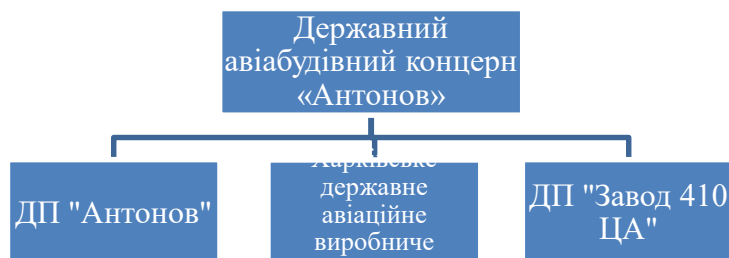 Державний
авіабудівний концерн
«Антонов»
ДП "Антонов"
Харківське
державне
авіаційне
виробниче
ДП "Завод 410
ЦА"